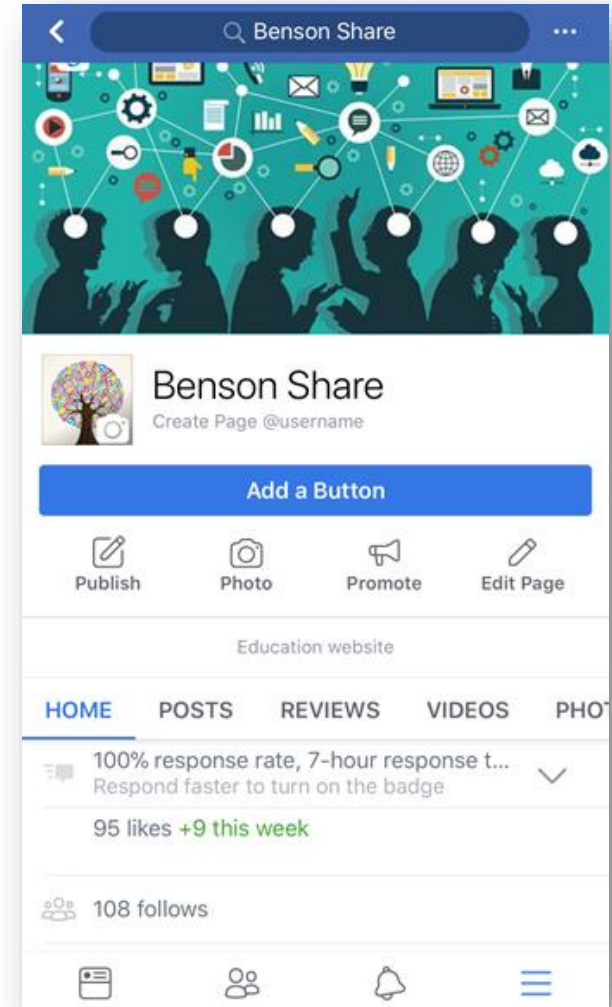 Benson Share
Benson Share
Create Page @username
Add a Button
Publish Photo Promote Edit Page
Education website
HOME POSTS REVIEWS VIDEOS PHOT
100% response rate, 7-hour response t...
Respond faster to turn on the badge
95 likes +9 this week
108 follows